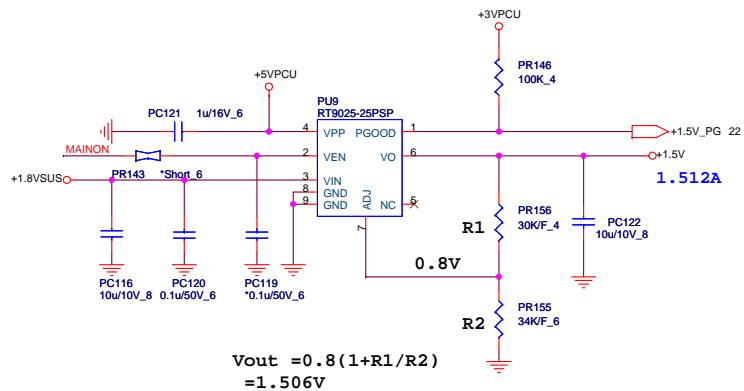 +3VPCU
PR146
100K_4
+5VPCU
PC121
1u/16V_6
PU9
RT9025-25PSP
4
VPP
PGOOD
1
+1.5V_PG 22
MAINON
2
VEN
VO
6
+1.5V
1.512A
PR143
*Short_6
+1.8VSUS
3
VIN
8
GND
9
GND
ADJ
NC
5
7
R1
PR156
30K/F_4
PC122
10u/10V_8
0.8V
PC116
10u/10V_8
PC120
0.1u/50V_6
PC119
*0.1u/50V_6
R2
PR155
34K/F_6
Vout =0.8(1+R1/R2)
=1.506V